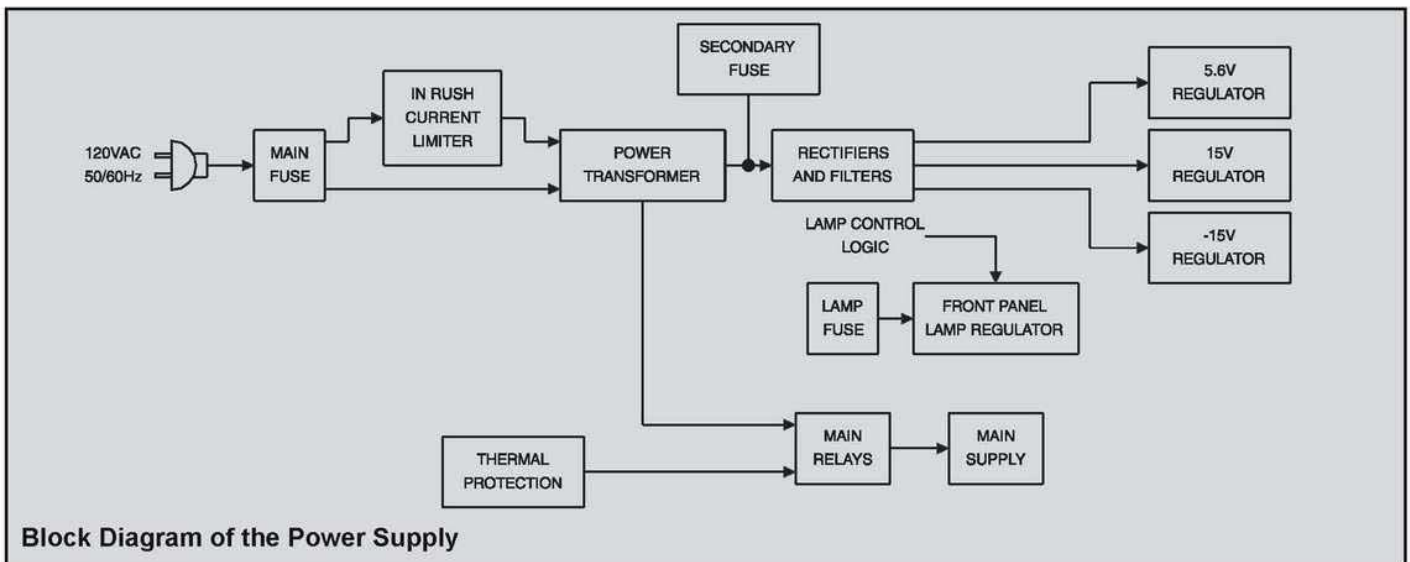 SECONDARY
FUSE
5.6V
REGULATOR
IN RUSH
CURRENT
LIMITER
120VAC
50/60Hz
MAIN
FUSE
POWER
TRANSFORMER
RECTIFIERS
AND FILTERS
15V
REGULATOR
-15V
REGULATOR
LAMP CONTROL
LOGIC
LAMP
FUSE
FRONT PANEL
LAMP REGULATOR
THERMAL
PROTECTION
MAIN
RELAYS
MAIN
SUPPLY
Block Diagram of the Power Supply